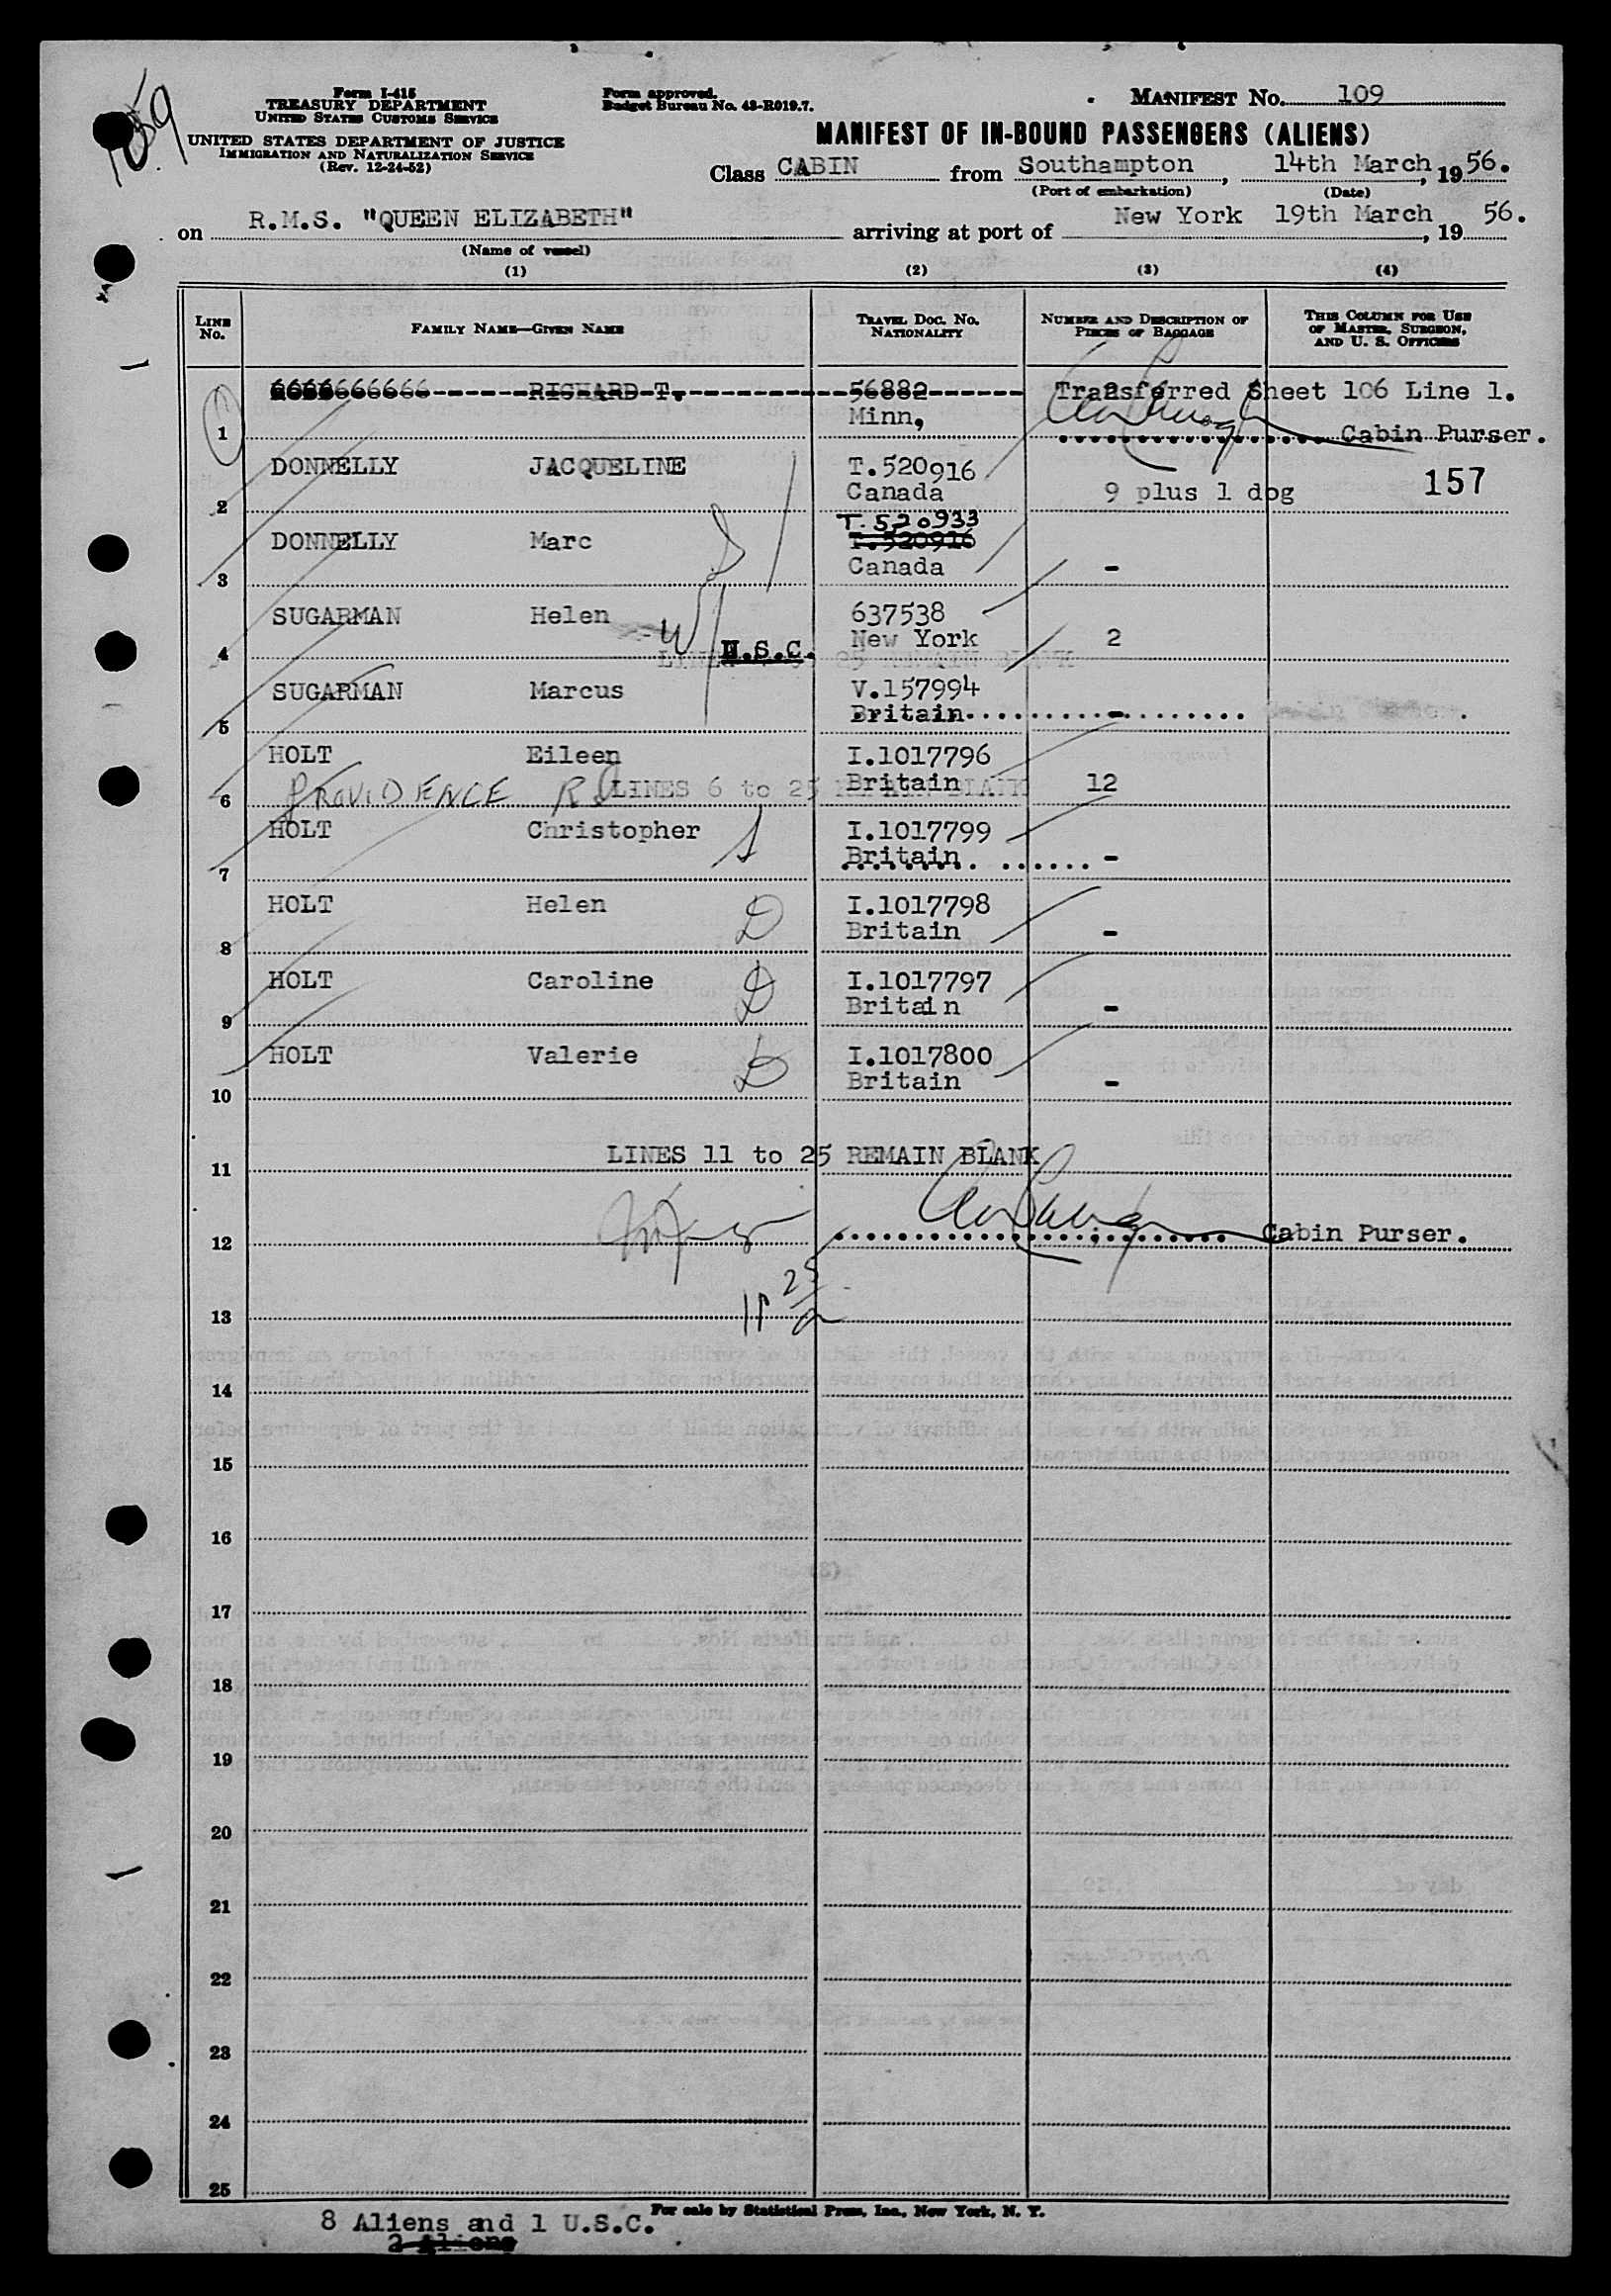 Form I-415
TREASURY DEPARTMENT
UNITED STATES CUSTOMS SERVICE
UNITED STATES DEPARTMENT OF JUSTICE
IMMIGRATION AND NATURALIZATION SERVICE
(Rev. 12-24-52)
Form approved.
Budget Bureau No. 43-R019.7.
MANIFEST NO. 109
MANIFEST OF IN-BOUND PASSENGERS (ALIENS)
Class CABIN from Southampton, 14th March, 1956.
(Port of embarkation) (Date)
on R.M.S. "QUEEN ELIZABETH" arriving at port of New York 19th March, 1956.
(Name of vessel)
(1) (2) (3) (4)
LINE NO. FAMILY NAME—GIVEN NAME TRAVEL DOC. NO. NATIONALITY NUMBER AND DESCRIPTION OF PIECES OF BAGGAGE THIS COLUMN FOR USE OF MASTER, SURGEON, AND U. S. OFFICERS
RICHARD T. 56882 Transferred Sheet 106 Line 1.
1 Minn, Cabin Purser.
DONNELLY JACQUELINE T.520916
2 Canada 9 plus 1 dog 157
T.520933
DONNELLY Marc T.520916
3 Canada -
SUGARMAN Helen 637538
4 U.S.C. New York 2
SUGARMAN Marcus V.157994
5 Britain -
HOLT Eileen I.1017796
6 PROVIDENCE RI LINES 6 to 25 REMAIN BLANK Britain 12
HOLT Christopher I.1017799
7 Britain -
HOLT Helen D I.1017798
8 Britain -
HOLT Caroline D I.1017797
9 Britain -
HOLT Valerie D I.1017800
10 Britain -
11 LINES 11 to 25 REMAIN BLANK
12 Cabin Purser.
13
14
15
16
17
18
19
20
21
22
23
24
25
For sale by Statistical Press, Inc., New York, N. Y.
8 Aliens and 1 U.S.C.
2 Aliens